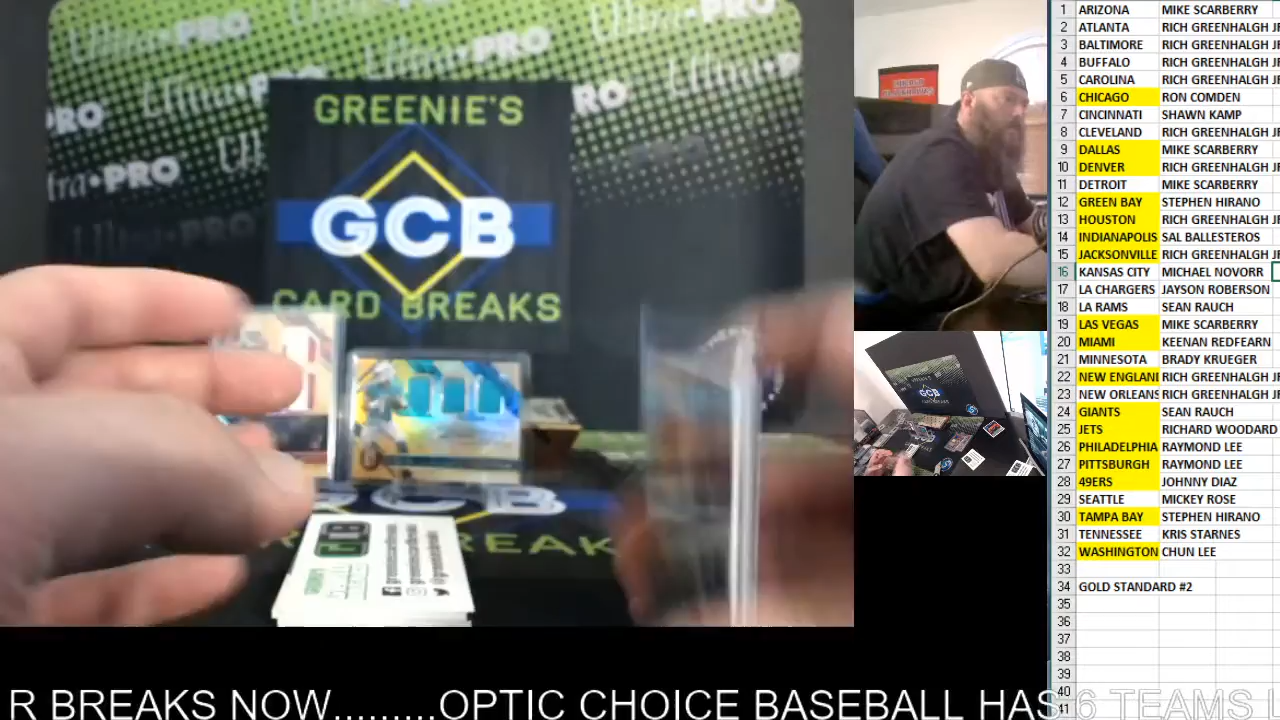 Ultra•PRO
Ultra•PRO
GREENIE'S
GCB
CARD BREAKS
GCB
1 ARIZONA MIKE SCARBERRY
2 ATLANTA RICH GREENHALGH JR
3 BALTIMORE RICH GREENHALGH JR
4 BUFFALO RICH GREENHALGH JR
5 CAROLINA RICH GREENHALGH JR
6 CHICAGO RON COMDEN
7 CINCINNATI SHAWN KAMP
8 CLEVELAND RICH GREENHALGH JR
9 DALLAS MIKE SCARBERRY
10 DENVER RICH GREENHALGH JR
11 DETROIT MIKE SCARBERRY
12 GREEN BAY STEPHEN HIRANO
13 HOUSTON RICH GREENHALGH JR
14 INDIANAPOLIS SAL BALLESTEROS
15 JACKSONVILLE RICH GREENHALGH JR
16 KANSAS CITY MICHAEL NOVORR
17 LA CHARGERS JAYSON ROBERSON
18 LA RAMS SEAN RAUCH
19 LAS VEGAS MIKE SCARBERRY
20 MIAMI KEENAN REDFEARN
21 MINNESOTA BRADY KRUEGER
22 NEW ENGLAND RICH GREENHALGH JR
23 NEW ORLEANS RICH GREENHALGH JR
24 GIANTS SEAN RAUCH
25 JETS RICHARD WOODARD
26 PHILADELPHIA RAYMOND LEE
27 PITTSBURGH RAYMOND LEE
28 49ERS JOHNNY DIAZ
29 SEATTLE MICKEY ROSE
30 TAMPA BAY STEPHEN HIRANO
31 TENNESSEE KRIS STARNES
32 WASHINGTON CHUN LEE
33
34 GOLD STANDARD #2
35
36
37
38
39
40
41
R BREAKS NOW.........OPTIC CHOICE BASEBALL HAS 6 TEAMS